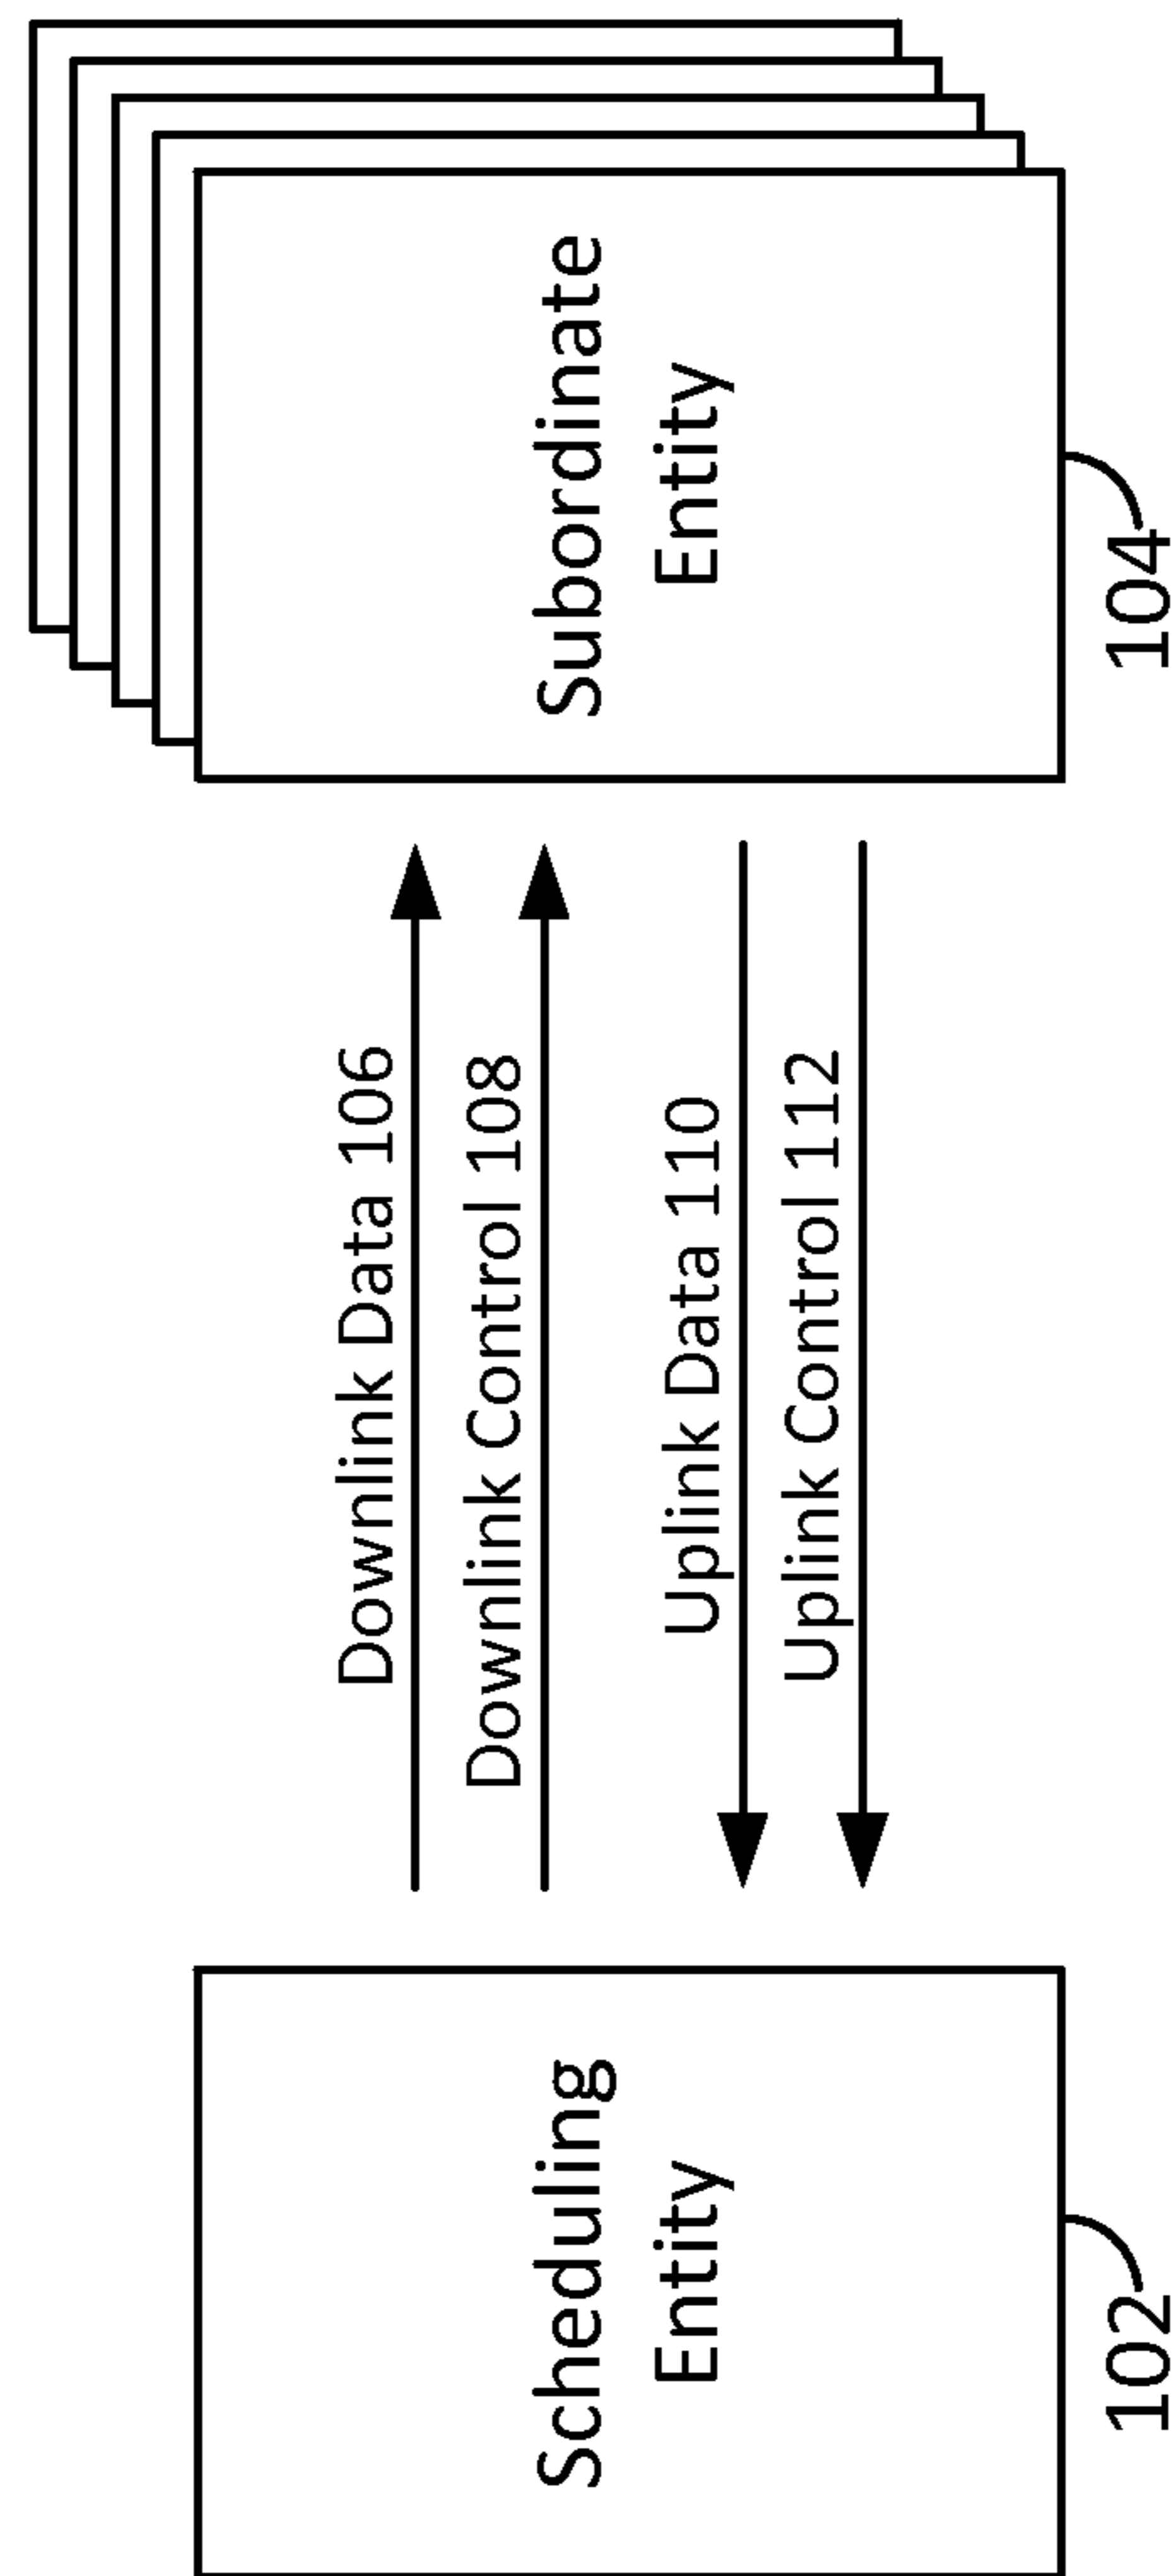 Scheduling
Entity
102
Downlink Data 106
Downlink Control 108
Uplink Data 110
Uplink Control 112
Subordinate
Entity
104